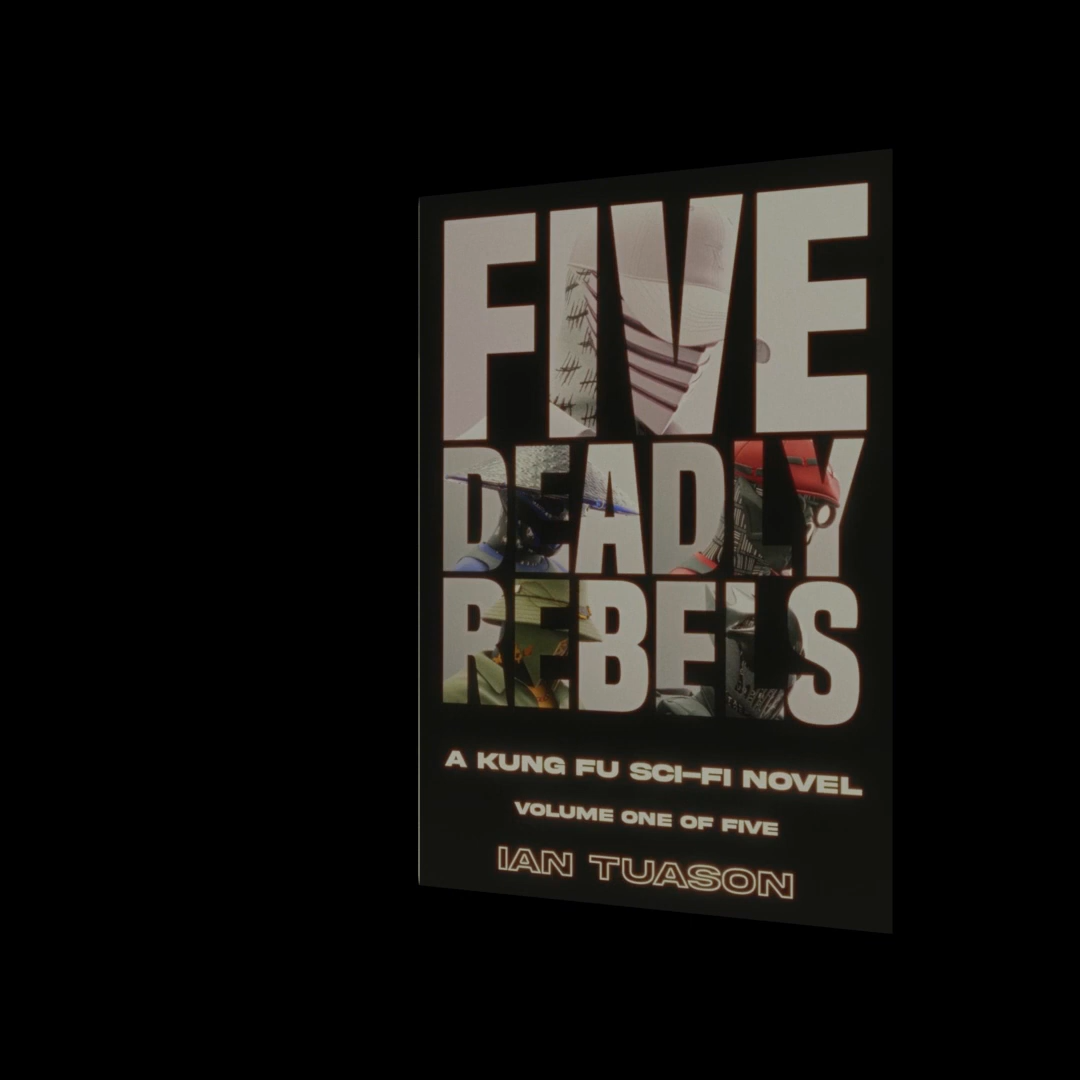 FIVE
DEADLY
REBELS
A KUNG FU SCI-FI NOVEL
VOLUME ONE OF FIVE
IAN TUASON